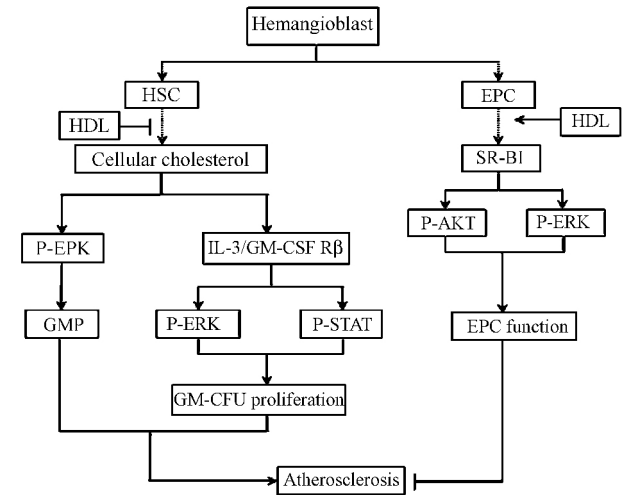 Hemangioblast
HSC
EPC
HDL
HDL
Cellular cholesterol
SR-BI
P-EPK
IL-3/GM-CSF Rβ
P-AKT
P-ERK
GMP
P-ERK
P-STAT
EPC function
GM-CFU proliferation
Atherosclerosis